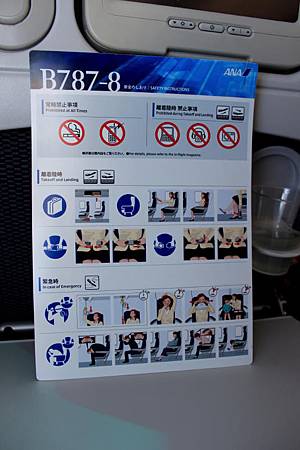 B787-8
安全のしおり / SAFETY INSTRUCTIONS
ANA
常時禁止事項
Prohibited at All Times
離着陸時 禁止事項
Prohibited during Takeoff and Landing
離着陸時
Takeoff and Landing
緊急時
In case of Emergency